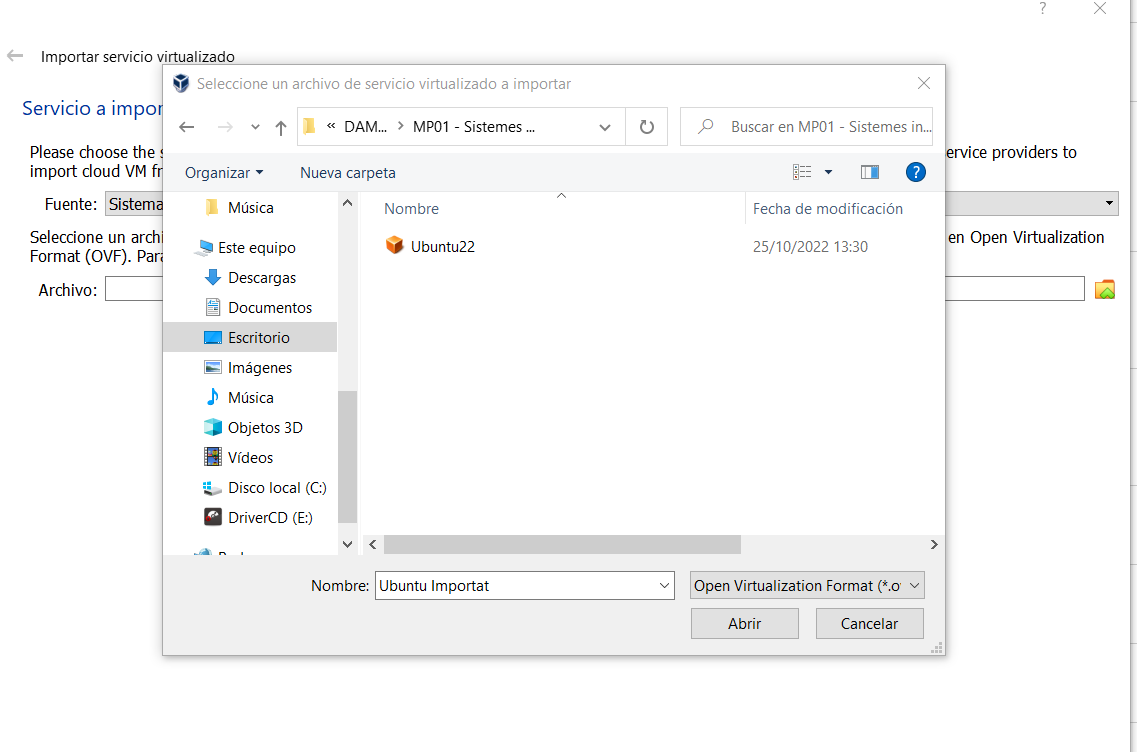 ?
Importar servicio virtualizado
Seleccione un archivo de servicio virtualizado a importar
Servicio a impor
« DAM... > MP01 - Sistemes ...
Buscar en MP01 - Sistemes in...
Please choose the
ervice providers to
import cloud VM fr
Organizar
Nueva carpeta
?
Fuente: Sistema
Música
Nombre
Fecha de modificación
Seleccione un archi
en Open Virtualization
Format (OVF). Para
Este equipo
Ubuntu22
25/10/2022 13:30
Archivo:
Descargas
Documentos
Escritorio
Imágenes
Música
Objetos 3D
Vídeos
Disco local (C:)
DriverCD (E:)
Nombre: Ubuntu Importat
Open Virtualization Format (*.o
Abrir
Cancelar